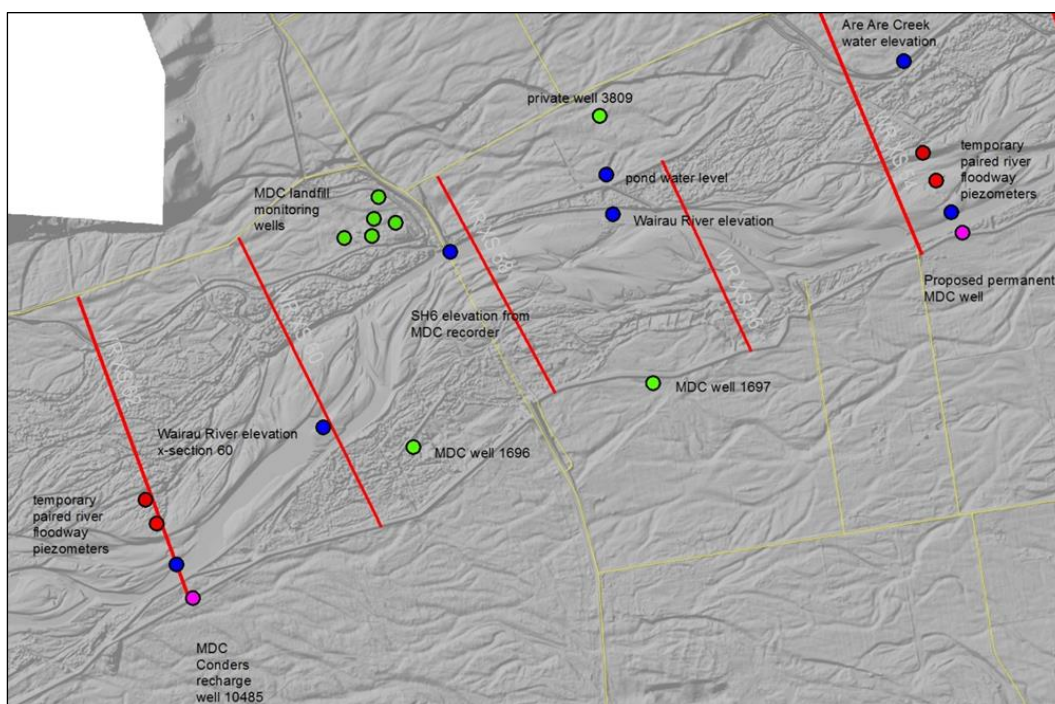 Are Are Creek
water elevation
private well 3809
temporary
paired river
floodway
piezometers
pond water level
MDC landfill
monitoring
wells
Wairau River elevation
Proposed permanent
MDC well
SH6 elevation from
MDC recorder
MDC well 1697
Wairau River elevation
x-section 60
MDC well 1696
temporary
paired river
floodway
piezometers
MDC
Conders
recharge
well 10485